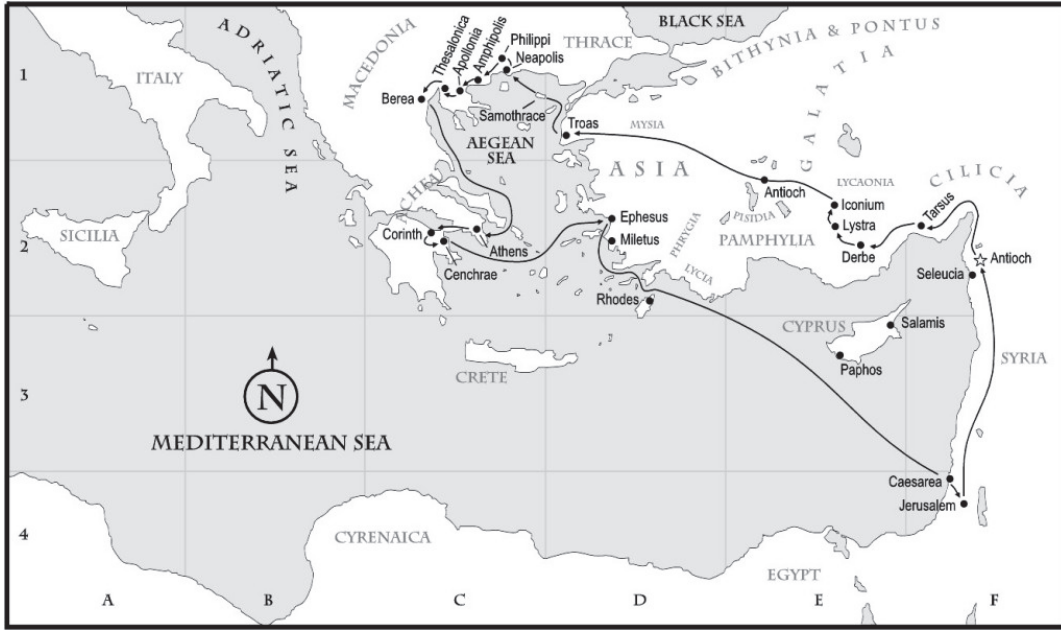 BLACK SEA
ADRIATIC SEA
MACEDONIA
Thessalonica
Apollonia
Amphipolis
Philippi
Neapolis
THRACE
BITHYNIA & PONTUS
GALATIA
1
ITALY
Berea
Samothrace
Troas
MYSIA
AEGEAN
SEA
ASIA
Antioch
LYCAONIA
CILICIA
Iconium
Tarsus
PISIDIA
Lystra
PAMPHYLIA
Derbe
PHRYGIA
LYCIA
Ephesus
Miletus
2
SICILIA
Corinth
Athens
Cenchrae
Antioch
Seleucia
Rhodes
CYPRUS
Salamis
Paphos
SYRIA
CRETE
3
N
MEDITERRANEAN SEA
Caesarea
Jerusalem
4
CYRENAICA
EGYPT
A
B
C
D
E
F